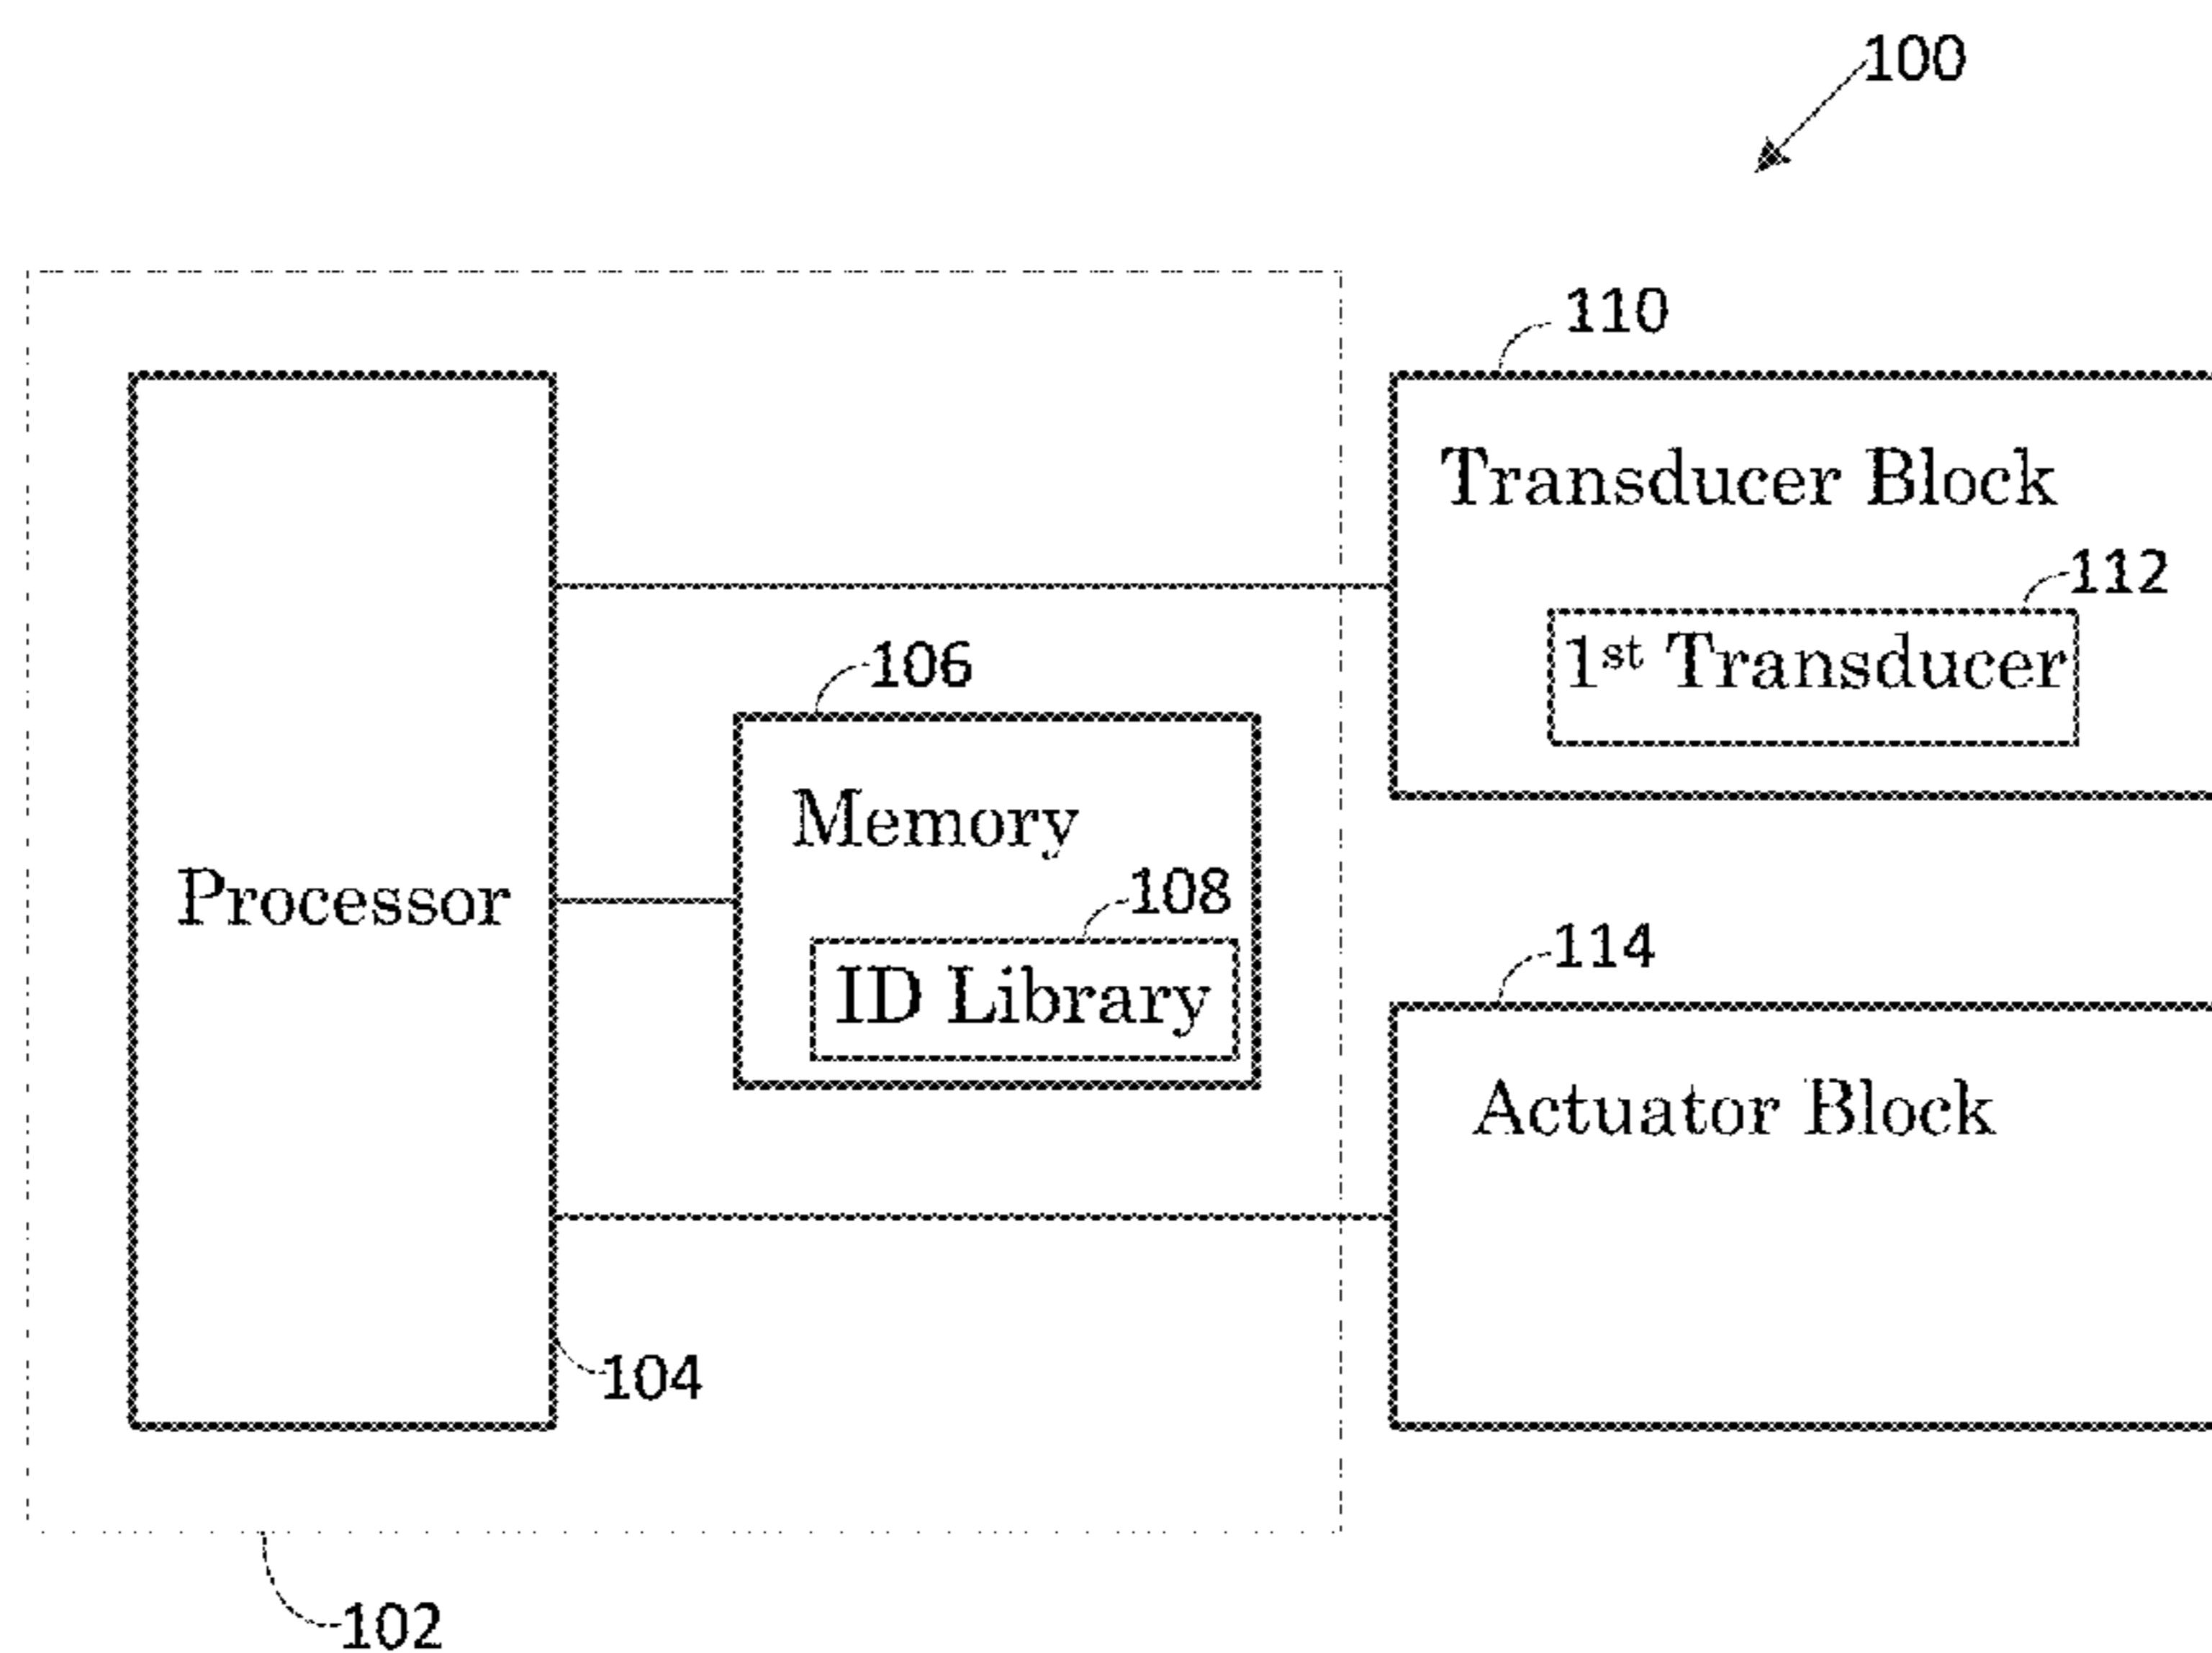 100
110
Transducer Block
112
1st Transducer
106
Memory
108
ID Library
Processor
114
Actuator Block
104
102